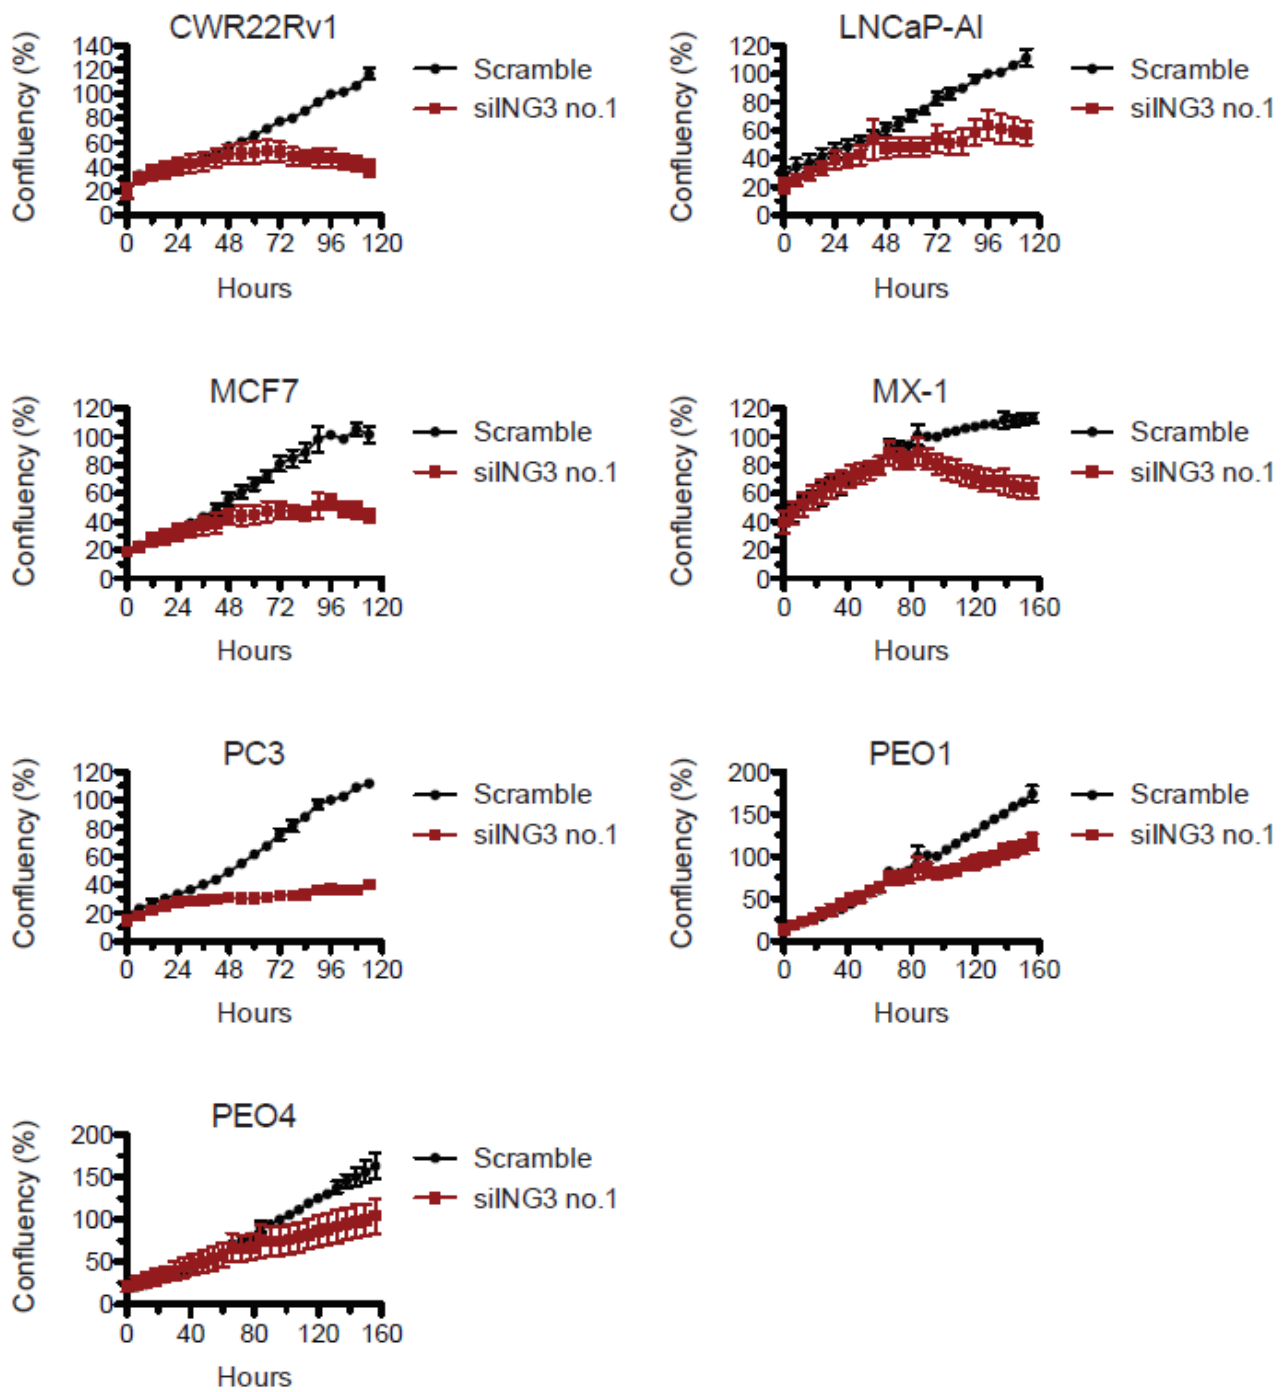 CWR22Rv1
Confluency (%)
140
120
100
80
60
40
20
0
0 24 48 72 96 120
Hours
Scramble
siING3 no.1
LNCaP-AI
Confluency (%)
120
100
80
60
40
20
0
0 24 48 72 96 120
Hours
Scramble
siING3 no.1
MCF7
Confluency (%)
120
100
80
60
40
20
0
0 24 48 72 96 120
Hours
Scramble
siING3 no.1
MX-1
Confluency (%)
120
100
80
60
40
20
0
0 40 80 120 160
Hours
Scramble
siING3 no.1
PC3
Confluency (%)
120
100
80
60
40
20
0
0 24 48 72 96 120
Hours
Scramble
siING3 no.1
PEO1
Confluency (%)
200
150
100
50
0
0 40 80 120 160
Hours
Scramble
siING3 no.1
PEO4
Confluency (%)
200
150
100
50
0
0 40 80 120 160
Hours
Scramble
siING3 no.1